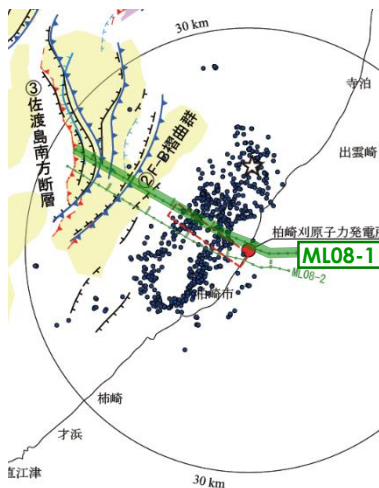 30 km
寺泊
出雲崎
③佐渡島南方断層
②F-B褶曲群
柏崎刈原子力発電所
ML08-1
ML08-2
柏崎市
柿崎
才浜
直江津
30 km